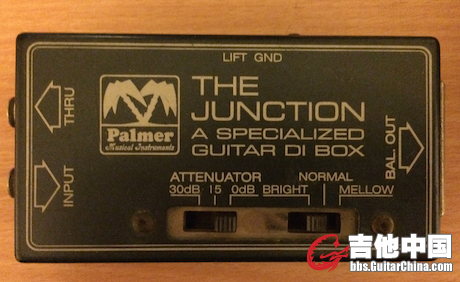 LIFT GND
THE
JUNCTION
A SPECIALIZED
GUITAR DI BOX
Palmer
Musical Instruments
THRU
INPUT
BAL OUT
ATTENUATOR
30dB 15 0dB
BRIGHT
NORMAL
MELLOW
吉他中国
bbs.GuitarChina.com